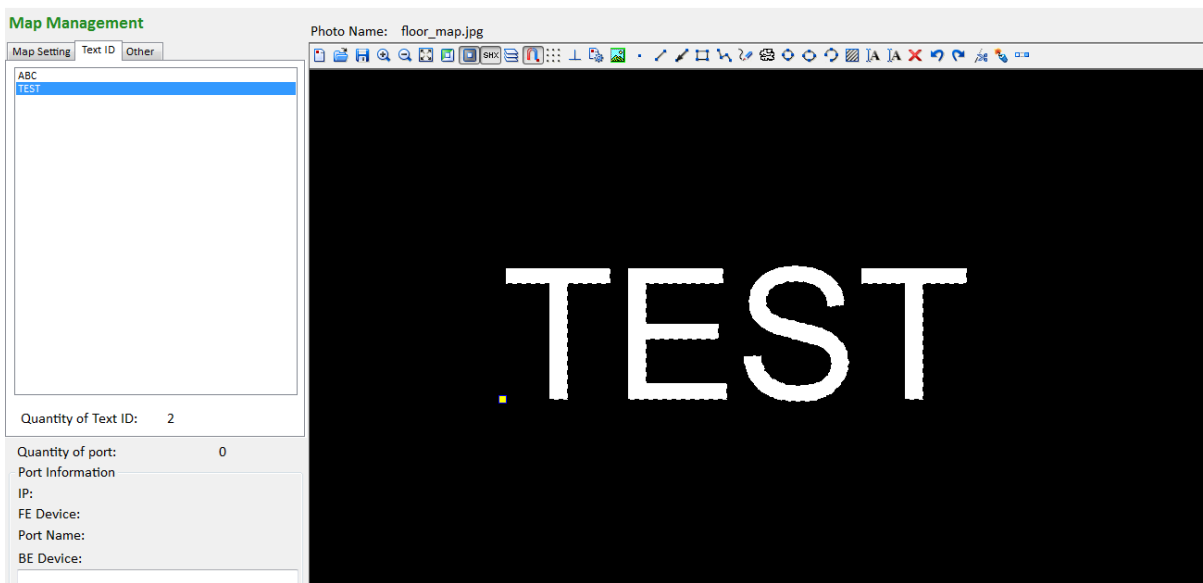 Map Management
Photo Name: floor_map.jpg
Map Setting Text ID Other
SHX A A
ABC
TEST
TEST
Quantity of Text ID: 2
Quantity of port: 0
Port Information
IP:
FE Device:
Port Name:
BE Device: